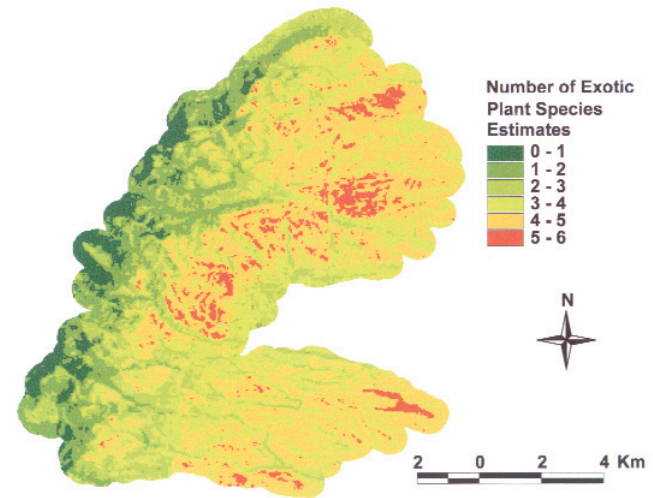 Number of Exotic
Plant Species
Estimates
0 - 1
1 - 2
2 - 3
3 - 4
4 - 5
5 - 6
N
2 0 2 4 Km